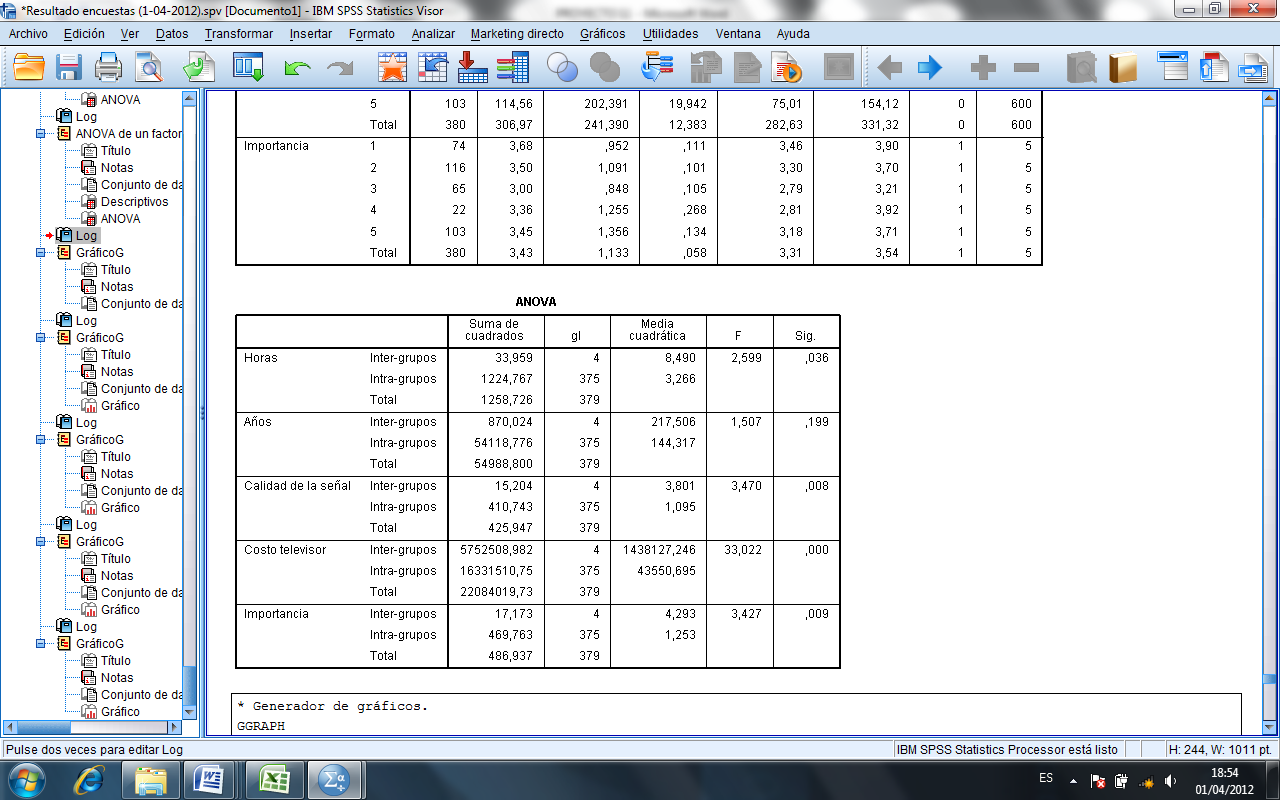 *Resultado encuestas (1-04-2012).spv [Documento1] - IBM SPSS Statistics Visor
Archivo Edición Ver Datos Transformar Insertar Formato Analizar Marketing directo Gráficos Utilidades Ventana Ayuda
ANOVA
Log
ANOVA de un factor
Título
Notas
Conjunto de da
Descriptivos
ANOVA
Log
GráficoG
Título
Notas
Conjunto de da
Log
GráficoG
Título
Notas
Conjunto de da
Gráfico
Log
GráficoG
Título
Notas
Conjunto de da
Gráfico
Log
GráficoG
Título
Notas
Conjunto de da
Gráfico
Log
GráficoG
Título
Notas
Conjunto de da
Gráfico
5 103 114,56 202,391 19,942 75,01 154,12 0 600
Total 380 306,97 241,390 12,383 282,63 331,32 0 600
Importancia 1 74 3,68 ,952 ,111 3,46 3,90 1 5
2 116 3,50 1,091 ,101 3,30 3,70 1 5
3 65 3,00 ,848 ,105 2,79 3,21 1 5
4 22 3,36 1,255 ,268 2,81 3,92 1 5
5 103 3,45 1,356 ,134 3,18 3,71 1 5
Total 380 3,43 1,133 ,058 3,31 3,54 1 5
ANOVA
Suma de cuadrados gl Media cuadrática F Sig.
Horas Inter-grupos 33,959 4 8,490 2,599 ,036
Intra-grupos 1224,767 375 3,266
Total 1258,726 379
Años Inter-grupos 870,024 4 217,506 1,507 ,199
Intra-grupos 54118,776 375 144,317
Total 54988,800 379
Calidad de la señal Inter-grupos 15,204 4 3,801 3,470 ,008
Intra-grupos 410,743 375 1,095
Total 425,947 379
Costo televisor Inter-grupos 5752508,982 4 1438127,246 33,022 ,000
Intra-grupos 16331510,75 375 43550,695
Total 22084019,73 379
Importancia Inter-grupos 17,173 4 4,293 3,427 ,009
Intra-grupos 469,763 375 1,253
Total 486,937 379
* Generador de gráficos.
GGRAPH
Pulse dos veces para editar Log
IBM SPSS Statistics Processor está listo
H: 244, W: 1011 pt.
ES
18:54
01/04/2012